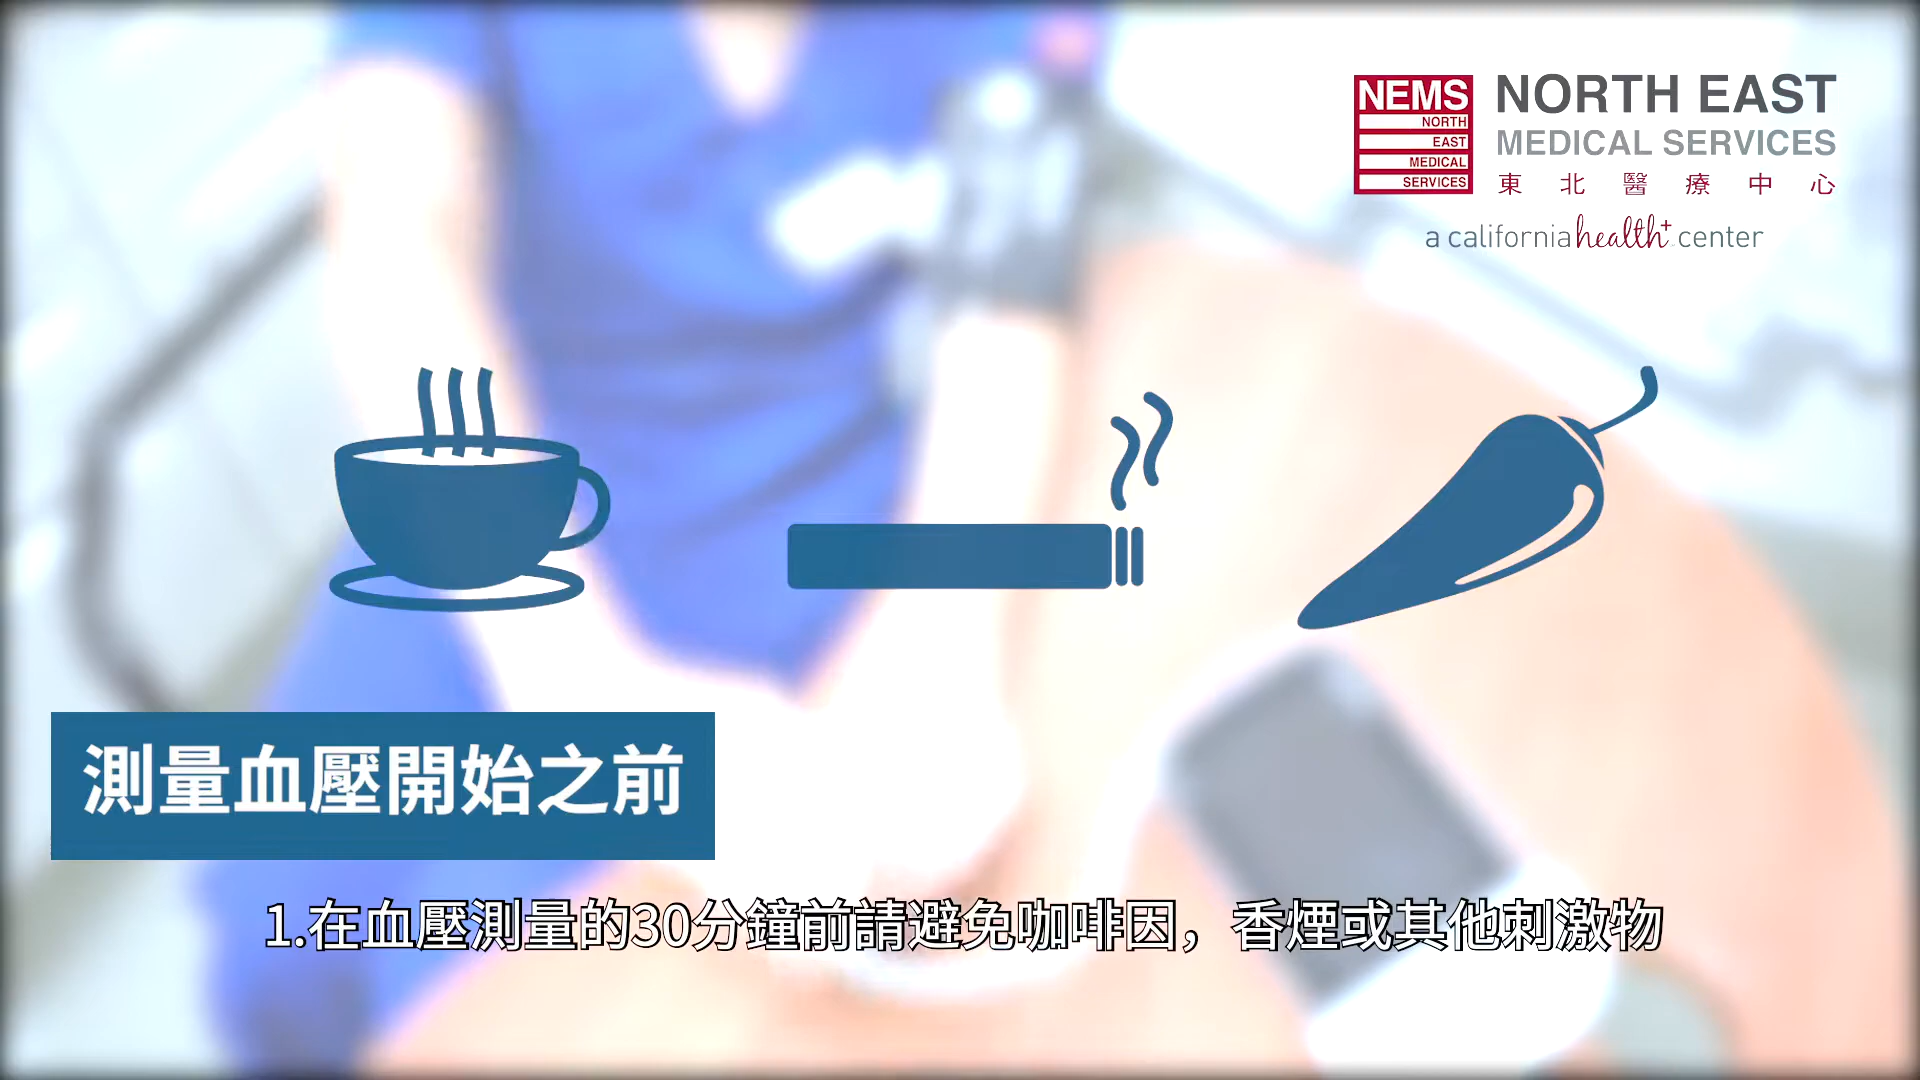 NEMS
NORTH
EAST
MEDICAL
SERVICES
NORTH EAST
MEDICAL SERVICES
東北醫療中心
a california health+ center
測量血壓開始之前
1.在血壓測量的30分鐘前請避免咖啡因，香煙或其他刺激物